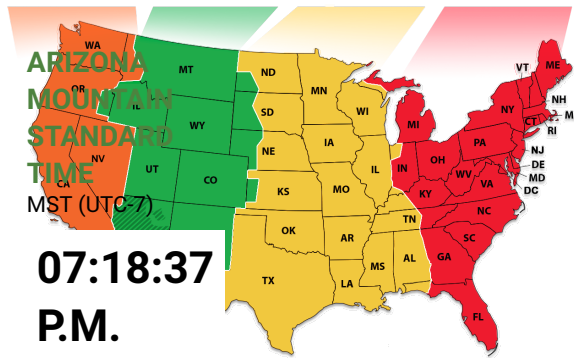 ARIZONA
MOUNTAIN
STANDARD
TIME
MST (UTC-7)
07:18:37
P.M.
WA
OR
CA
NV
ID
MT
WY
UT
CO
ND
SD
NE
KS
OK
TX
MN
IA
MO
AR
LA
WI
IL
TN
MS
AL
MI
IN
OH
KY
WV
VA
NC
SC
GA
FL
PA
NY
VT
ME
NH
M
CT
RI
NJ
DE
MD
DC